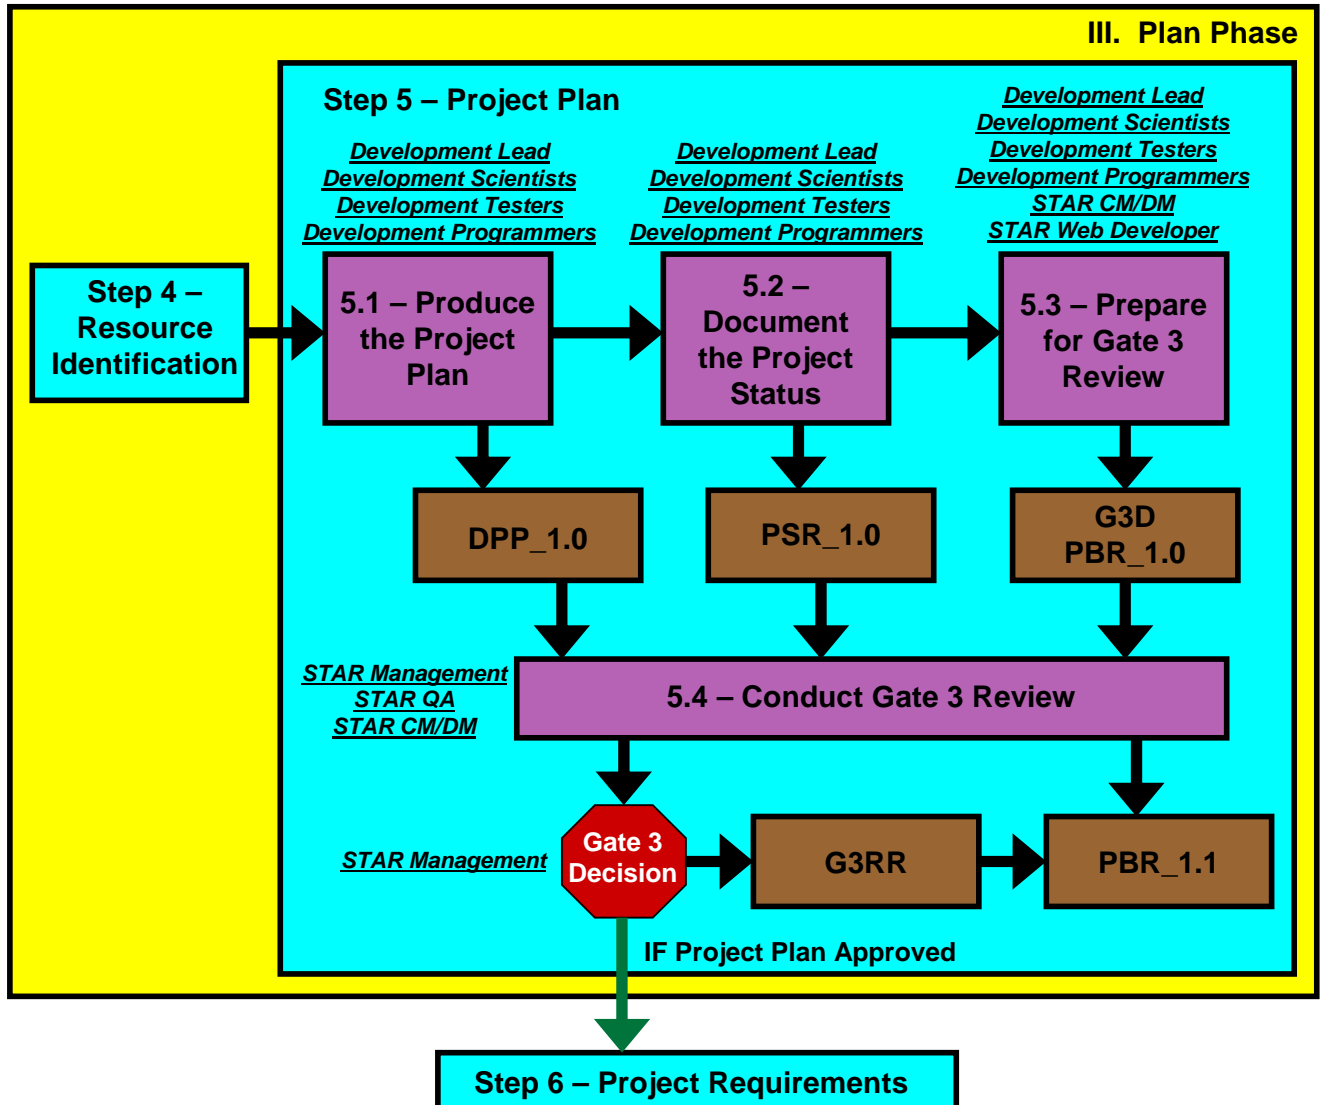 III.  Plan Phase
Step 5 – Project Plan
Development Lead
Development Scientists
Development Testers
Development Programmers
Development Lead
Development Scientists
Development Testers
Development Programmers
Development Lead
Development Scientists
Development Testers
Development Programmers
STAR CM/DM
STAR Web Developer
Step 4 –
Resource
Identification
5.1 – Produce
the Project
Plan
5.2 –
Document
the Project
Status
5.3 – Prepare
for Gate 3
Review
DPP_1.0
PSR_1.0
G3D
PBR_1.0
STAR Management
STAR QA
STAR CM/DM
5.4 – Conduct Gate 3 Review
STAR Management
Gate 3
Decision
G3RR
PBR_1.1
IF Project Plan Approved
Step 6 – Project Requirements